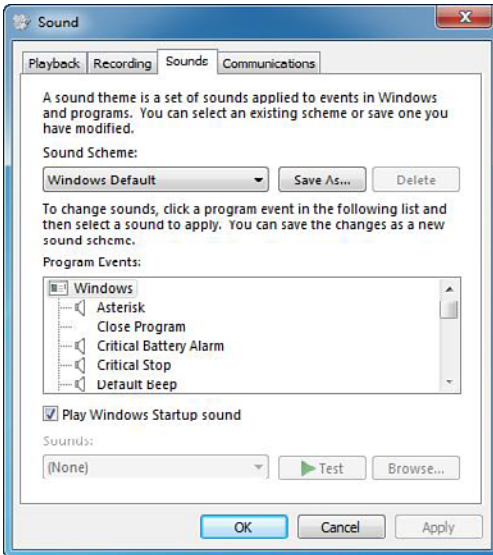 Sound
Playback Recording Sounds Communications
A sound theme is a set of sounds applied to events in Windows
and programs. You can select an existing scheme or save one you
have modified.
Sound Scheme:
Windows Default Save As... Delete
To change sounds, click a program event in the following list and
then select a sound to apply. You can save the changes as a new
sound scheme.
Program Events:
Windows
Asterisk
Close Program
Critical Battery Alarm
Critical Stop
Default Beep
Play Windows Startup sound
Sounds:
(None) Test Browse...
OK Cancel Apply